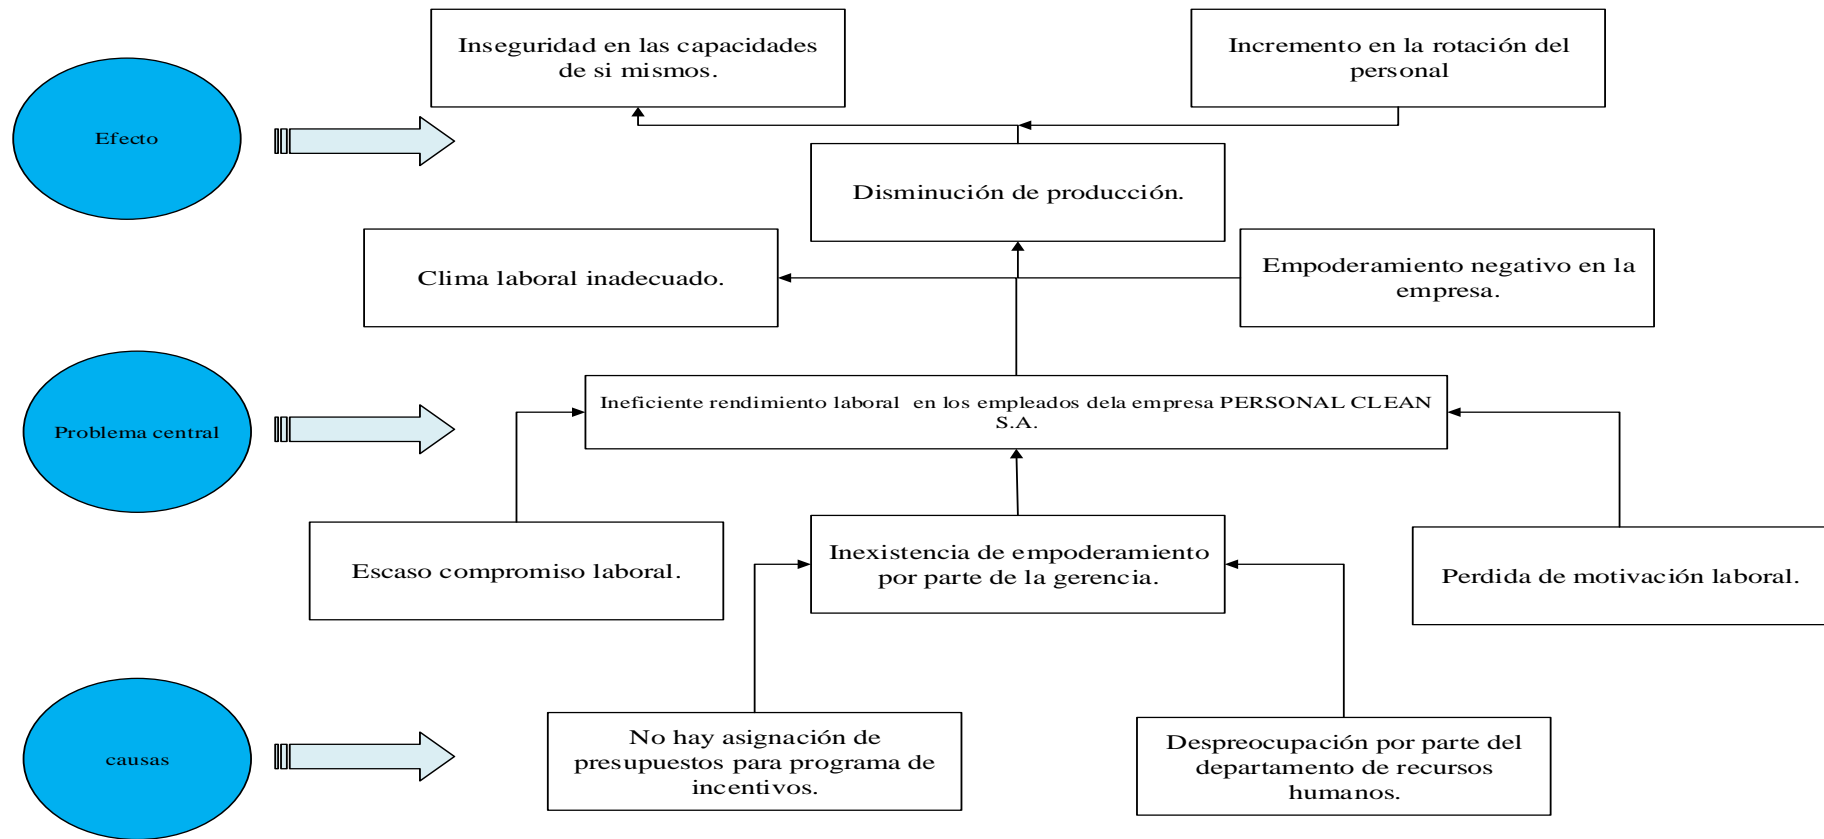 Inseguridad en las capacidades
de si mismos.
Incremento en la rotación del
personal
Efecto
Disminución de producción.
Clima laboral inadecuado.
Empoderamiento negativo en la
empresa.
Problema central
Ineficiente rendimiento laboral  en los empleados dela empresa PERSONAL CLEAN
S.A.
Escaso compromiso laboral.
Inexistencia de empoderamiento
por parte de la gerencia.
Perdida de motivación laboral.
causas
No hay asignación de
presupuestos para programa de
incentivos.
Despreocupación por parte del
departamento de recursos
humanos.